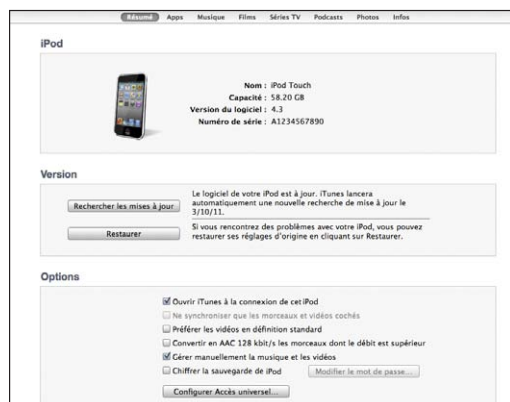 Résumé Apps Musique Films Séries TV Podcasts Photos Infos
iPod
Nom : iPod Touch
Capacité : 58.20 GB
Version du logiciel : 4.3
Numéro de série : A1234567890
Version
Rechercher les mises à jour
Le logiciel de votre iPod est à jour. iTunes lancera
automatiquement une nouvelle recherche de mise à jour le
3/10/11.
Restaurer
Si vous rencontrez des problèmes avec votre iPod, vous pouvez
restaurer ses réglages d'origine en cliquant sur Restaurer.
Options
Ouvrir iTunes à la connexion de cet iPod
Ne synchroniser que les morceaux et vidéos cochés
Préférer les vidéos en définition standard
Convertir en AAC 128 kbit/s les morceaux dont le débit est supérieur
Gérer manuellement la musique et les vidéos
Chiffrer la sauvegarde de iPod Modifier le mot de passe...
Configurer Accès universel...